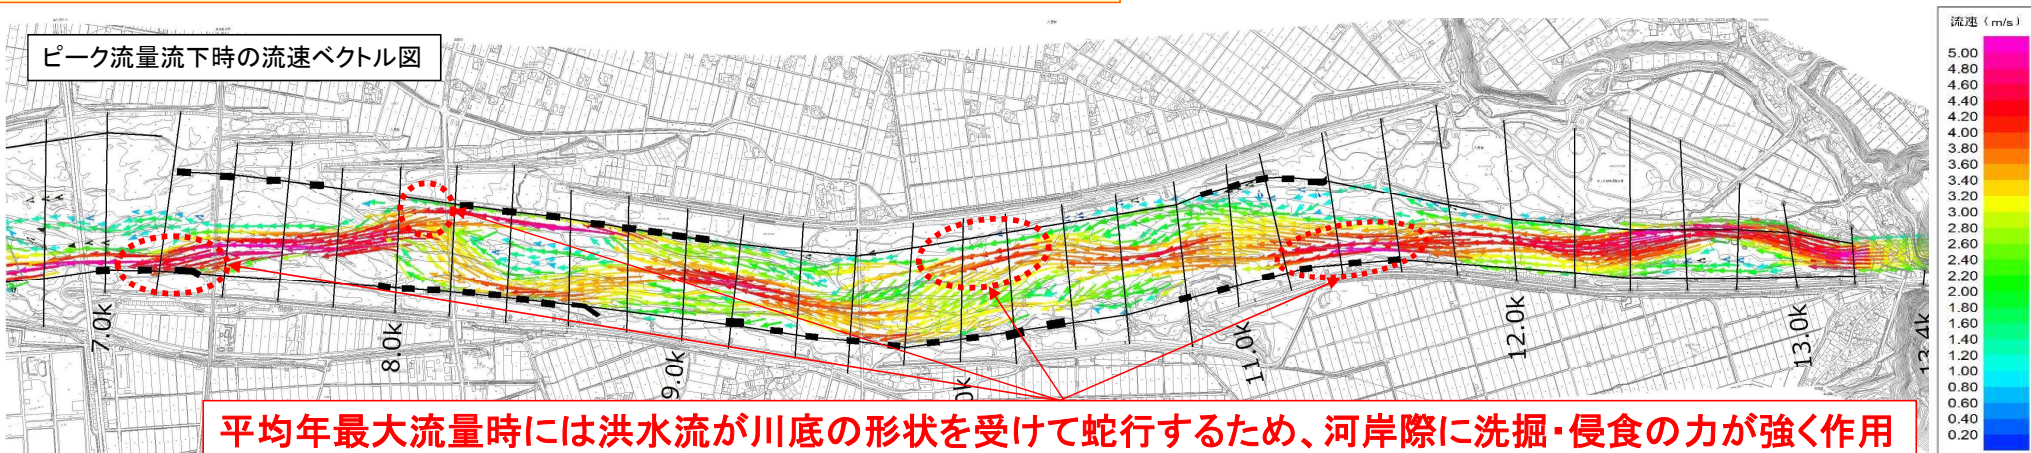 ピーク流量流下時の流速ベクトル図
流速（m/s）
5.00
4.80
4.60
4.40
4.20
4.00
3.80
3.60
3.40
3.20
3.00
2.80
2.60
2.40
2.20
2.00
1.80
1.60
1.40
1.20
1.00
0.80
0.60
0.40
0.20
7.0k
8.0k
9.0k
0k
11.0k
12.0k
13.0k
13.4k
平均年最大流量時には洪水流が川底の形状を受けて蛇行するため、河岸際に洗掘・侵食の力が強く作用